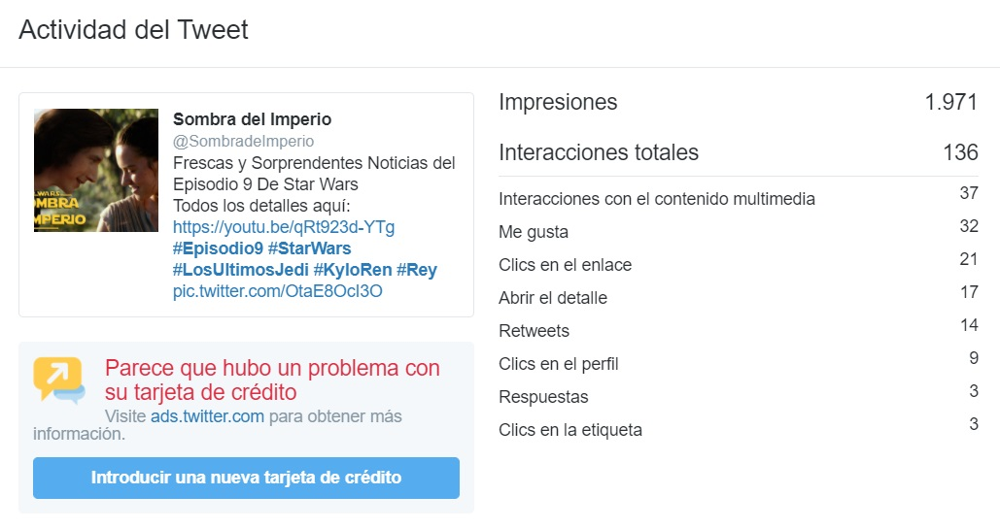 Actividad del Tweet
WARS
OMBRA
IMPERIO
Sombra del Imperio
@SombradelImperio
Frescas y Sorprendentes Noticias del
Episodio 9 De Star Wars
Todos los detalles aquí:
https://youtu.be/qRt923d-YTg
#Episodio9 #StarWars
#LosUltimosJedi #KyloRen #Rey
pic.twitter.com/OtaE8OcI3O
Parece que hubo un problema con
su tarjeta de crédito
Visite ads.twitter.com para obtener más
información.
Introducir una nueva tarjeta de crédito
Impresiones 1.971
Interacciones totales 136
Interacciones con el contenido multimedia 37
Me gusta 32
Clics en el enlace 21
Abrir el detalle 17
Retweets 14
Clics en el perfil 9
Respuestas 3
Clics en la etiqueta 3